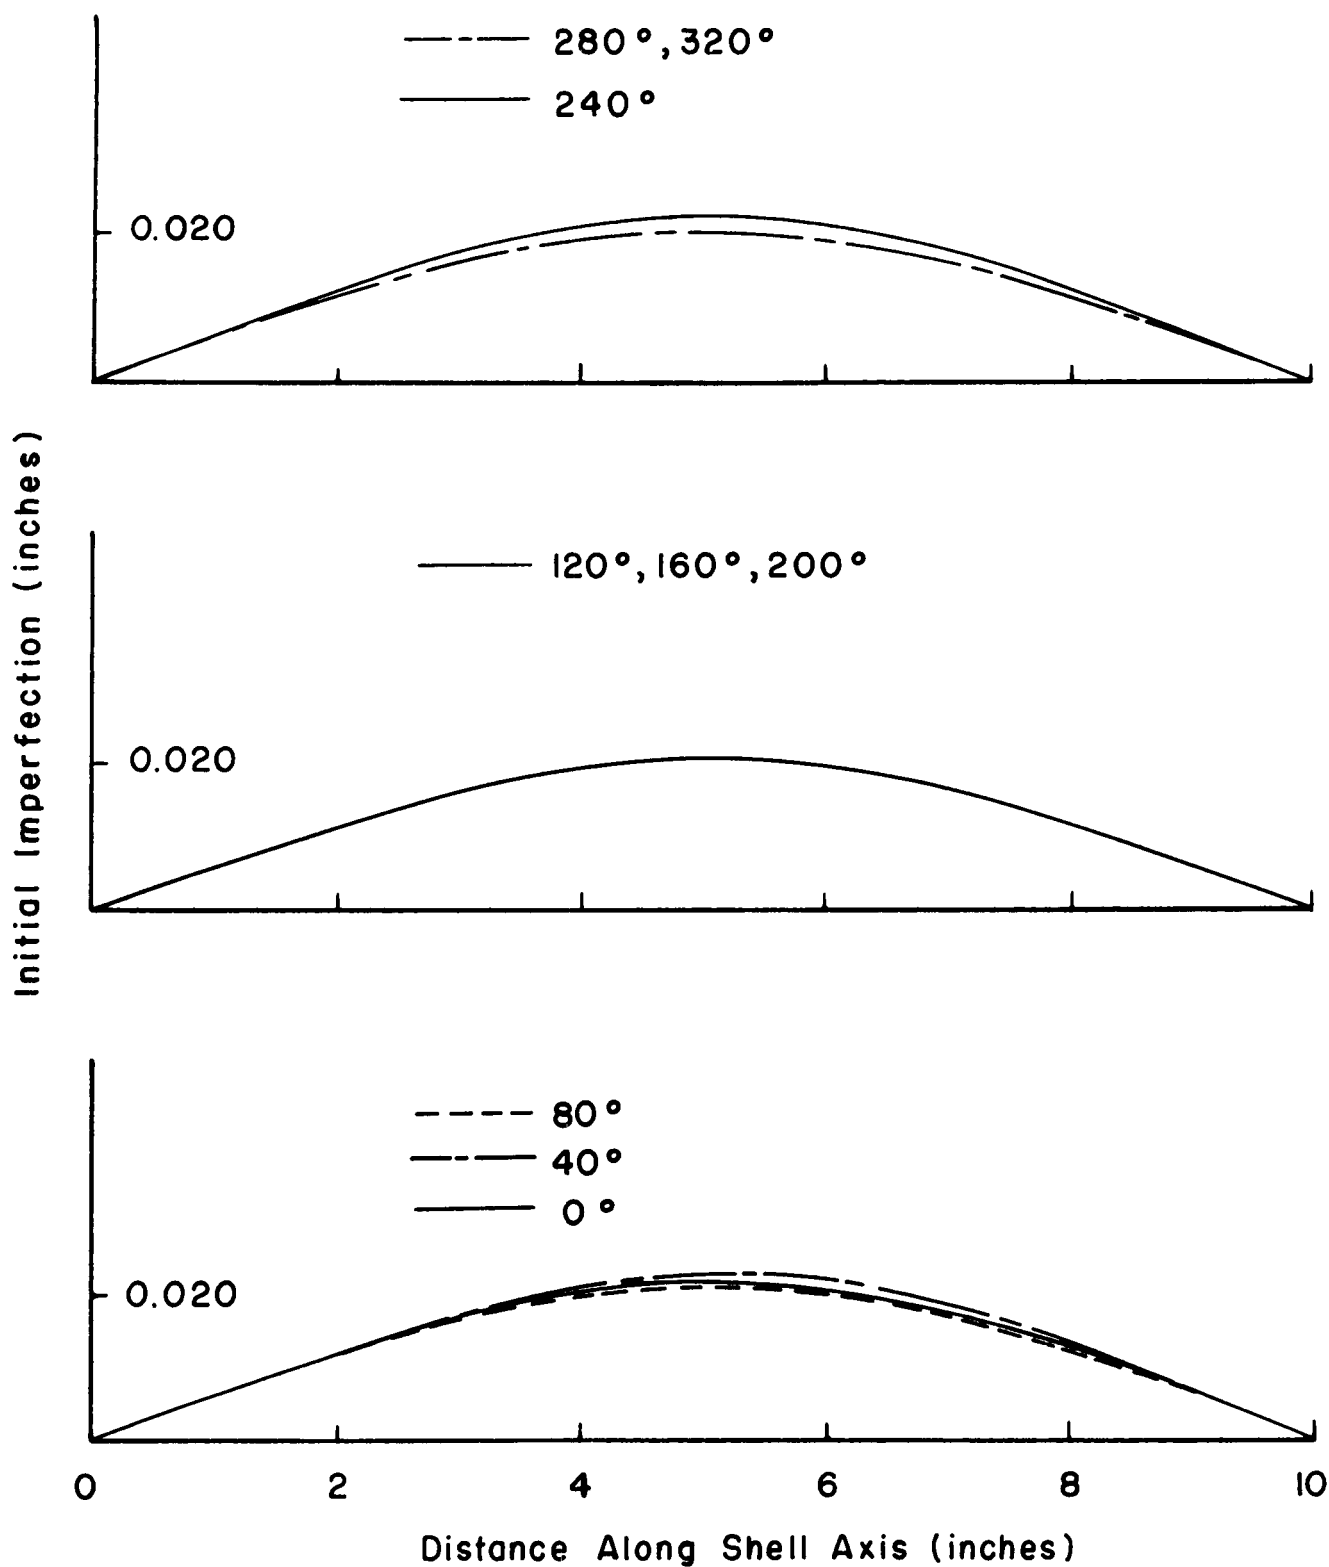 280°, 320°
240°
0.020
120°, 160°, 200°
0.020
Initial Imperfection (inches)
80°
40°
0°
0.020
0 2 4 6 8 10
Distance Along Shell Axis (inches)